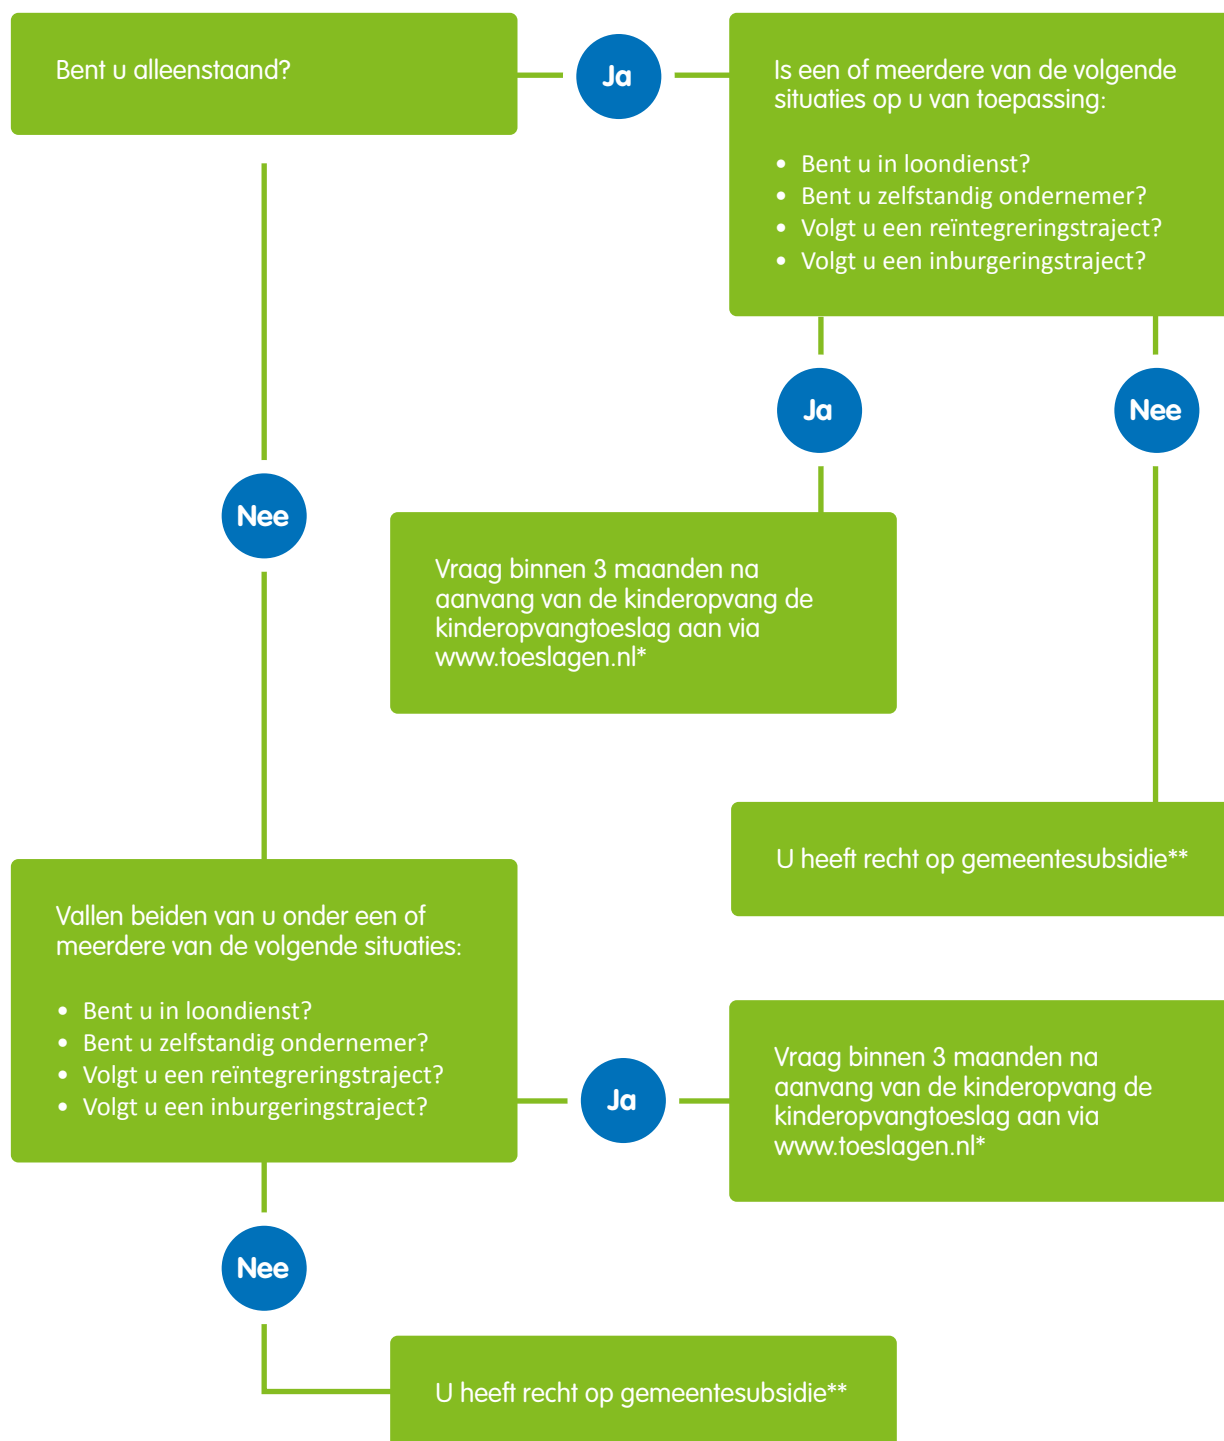 Bent u alleenstaand?
Ja
Is een of meerdere van de volgende
situaties op u van toepassing:
• Bent u in loondienst?
• Bent u zelfstandig ondernemer?
• Volgt u een reïntegreringstraject?
• Volgt u een inburgeringstraject?
Ja
Nee
Nee
Vraag binnen 3 maanden na
aanvang van de kinderopvang de
kinderopvangtoeslag aan via
www.toeslagen.nl*
U heeft recht op gemeentesubsidie**
Vallen beiden van u onder een of
meerdere van de volgende situaties:
• Bent u in loondienst?
• Bent u zelfstandig ondernemer?
• Volgt u een reïntegreringstraject?
• Volgt u een inburgeringstraject?
Ja
Vraag binnen 3 maanden na
aanvang van de kinderopvang de
kinderopvangtoeslag aan via
www.toeslagen.nl*
Nee
U heeft recht op gemeentesubsidie**